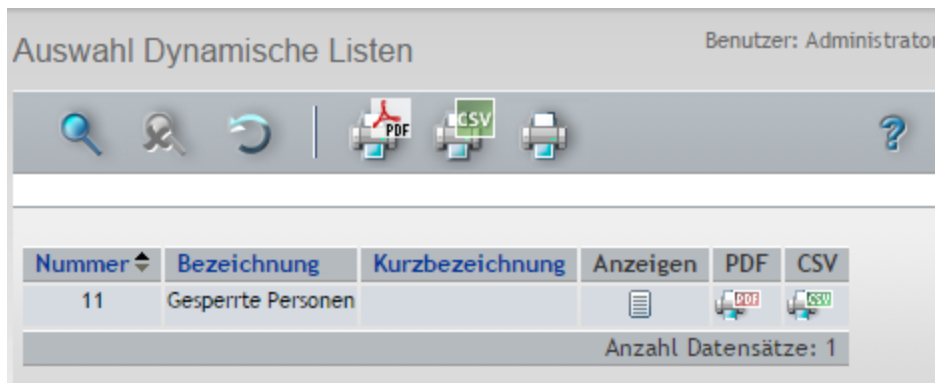 Auswahl Dynamische Listen
Benutzer: Administrator
PDF CSV
Nummer Bezeichnung Kurzbezeichnung Anzeigen PDF CSV
11 Gesperrte Personen PDF CSV
Anzahl Datensätze: 1